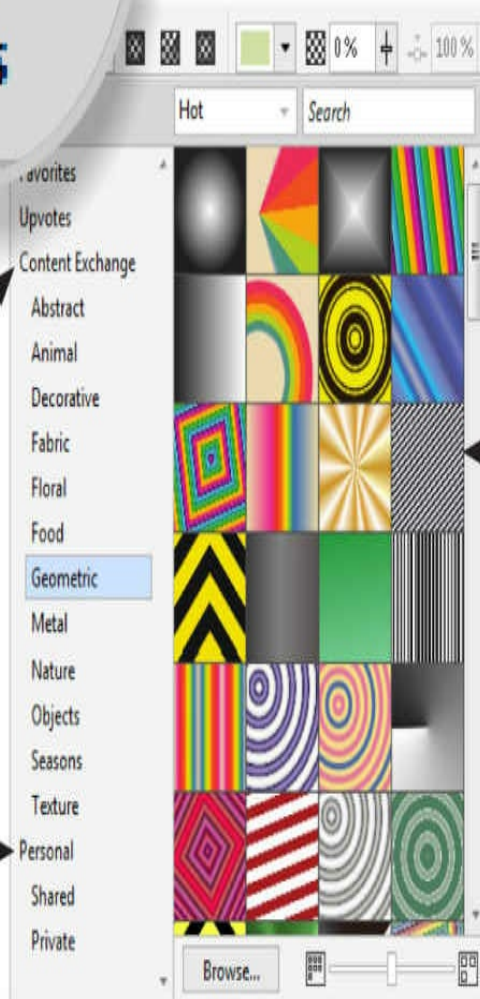 0 %
100 %
Hot
Search
Favorites
Upvotes
Content Exchange
Abstract
Animal
Decorative
Fabric
Floral
Food
Geometric
Metal
Nature
Objects
Seasons
Texture
Personal
Shared
Private
Browse...